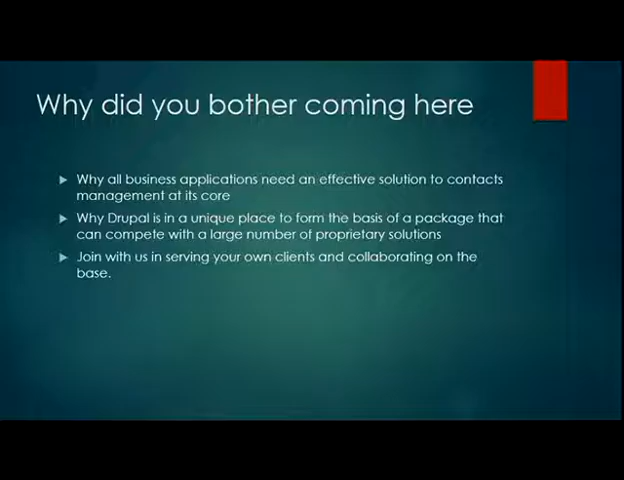 Why did you bother coming here
Why all business applications need an effective solution to contacts
management at its core
Why Drupal is in a unique place to form the basis of a package that
can compete with a large number of proprietary solutions
Join with us in serving your own clients and collaborating on the
base.